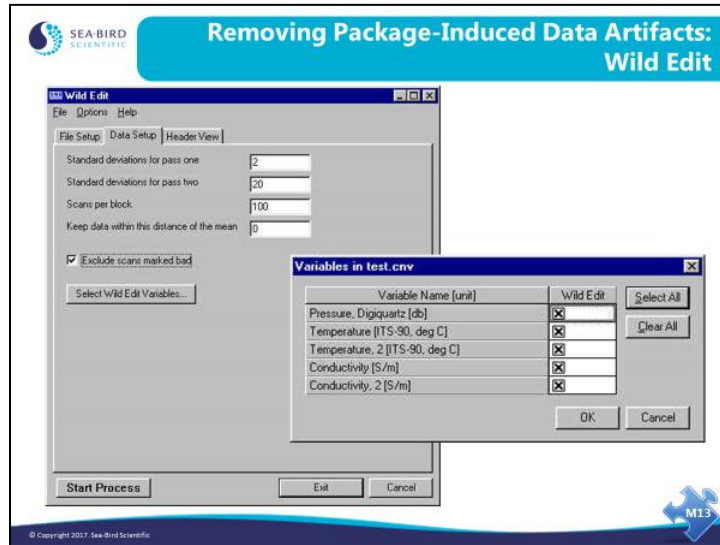 SEA·BIRD
SCIENTIFIC
Removing Package-Induced Data Artifacts:
Wild Edit
Wild Edit
File Options Help
File Setup Data Setup Header View
Standard deviations for pass one 2
Standard deviations for pass two 20
Scans per block 100
Keep data within this distance of the mean 0
Exclude scans marked bad
Select Wild Edit Variables...
Start Process Exit Cancel
Variables in test.cnv
Variable Name [unit] Wild Edit Select All
Pressure, Digiquartz [db]
Clear All
Temperature [ITS-90, deg C]
Temperature, 2 [ITS-90, deg C]
Conductivity [S/m]
Conductivity, 2 [S/m]
OK Cancel
M13
© Copyright 2017. Sea-Bird Scientific